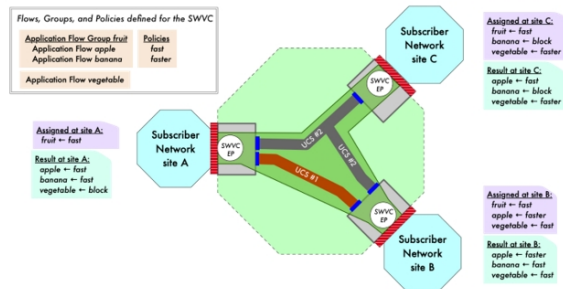 Flows, Groups, and Policies defined for the SWVC
Application Flow Group fruit
Application Flow apple
Application Flow banana
Policies
fast
faster
Application Flow vegetable
Assigned at site A:
fruit ← fast
Result at site A:
apple ← fast
banana ← fast
vegetable ← block
Subscriber
Network
site A
SWVC
EP
UCS #2
UCS #2
UCS #1
SWVC
EP
Subscriber
Network
site C
Assigned at site C:
fruit ← fast
banana ← block
vegetable ← faster
Result at site C:
apple ← fast
banana ← block
vegetable ← faster
SWVC
EP
Subscriber
Network
site B
Assigned at site B:
fruit ← fast
apple ← faster
vegetable ← fast
Result at site B:
apple ← faster
banana ← fast
vegetable ← fast